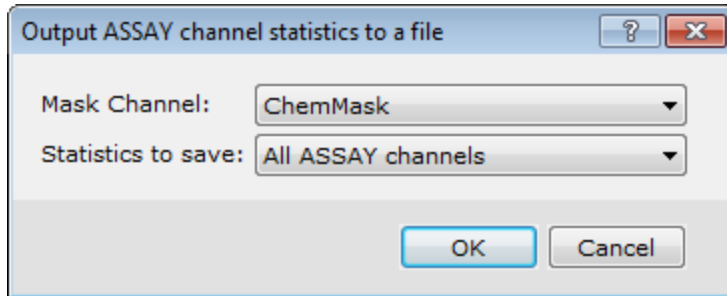 Output ASSAY channel statistics to a file ?
Mask Channel: ChemMask
Statistics to save: All ASSAY channels
OK Cancel